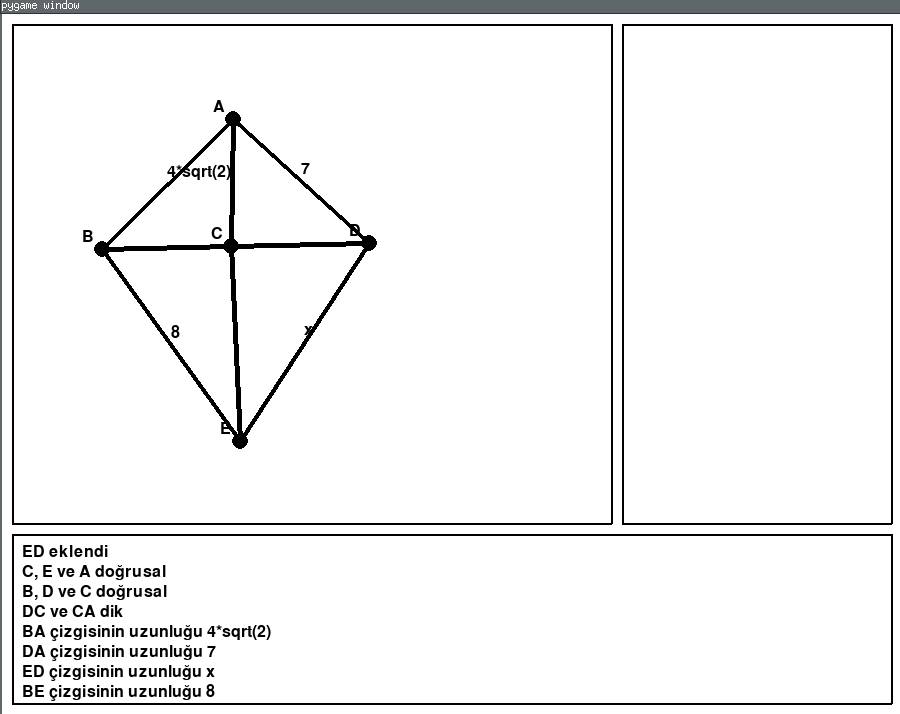 pygame window
A
4*sqrt(2)
7
B
C
D
8
x
E
ED eklendi
C, E ve A doğrusal
B, D ve C doğrusal
DC ve CA dik
BA çizgisinin uzunluğu 4*sqrt(2)
DA çizgisinin uzunluğu 7
ED çizgisinin uzunluğu x
BE çizgisinin uzunluğu 8